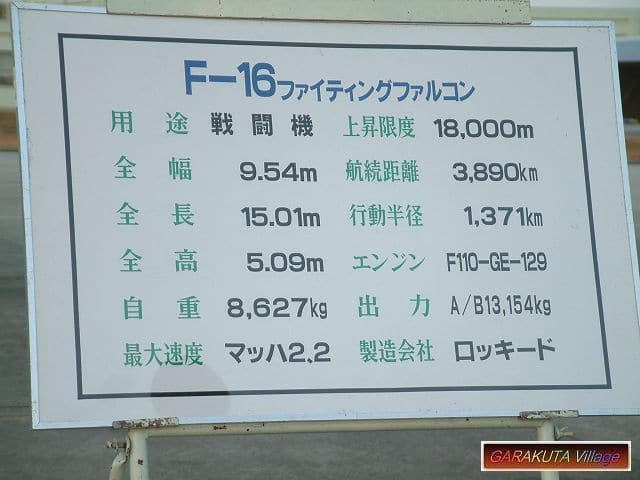 F-16ファイティングファルコン
用途 戦闘機 上昇限度 18,000m
全幅 9.54m 航続距離 3,890km
全長 15.01m 行動半径 1,371km
全高 5.09m エンジン F110-GE-129
自重 8,627kg 出力 A/B13,154kg
最大速度 マッハ2.2 製造会社 ロッキード
GARAKUTA Village